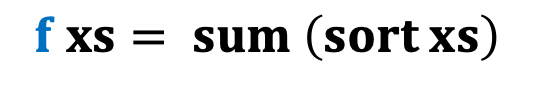 f xs = sum (sort xs)